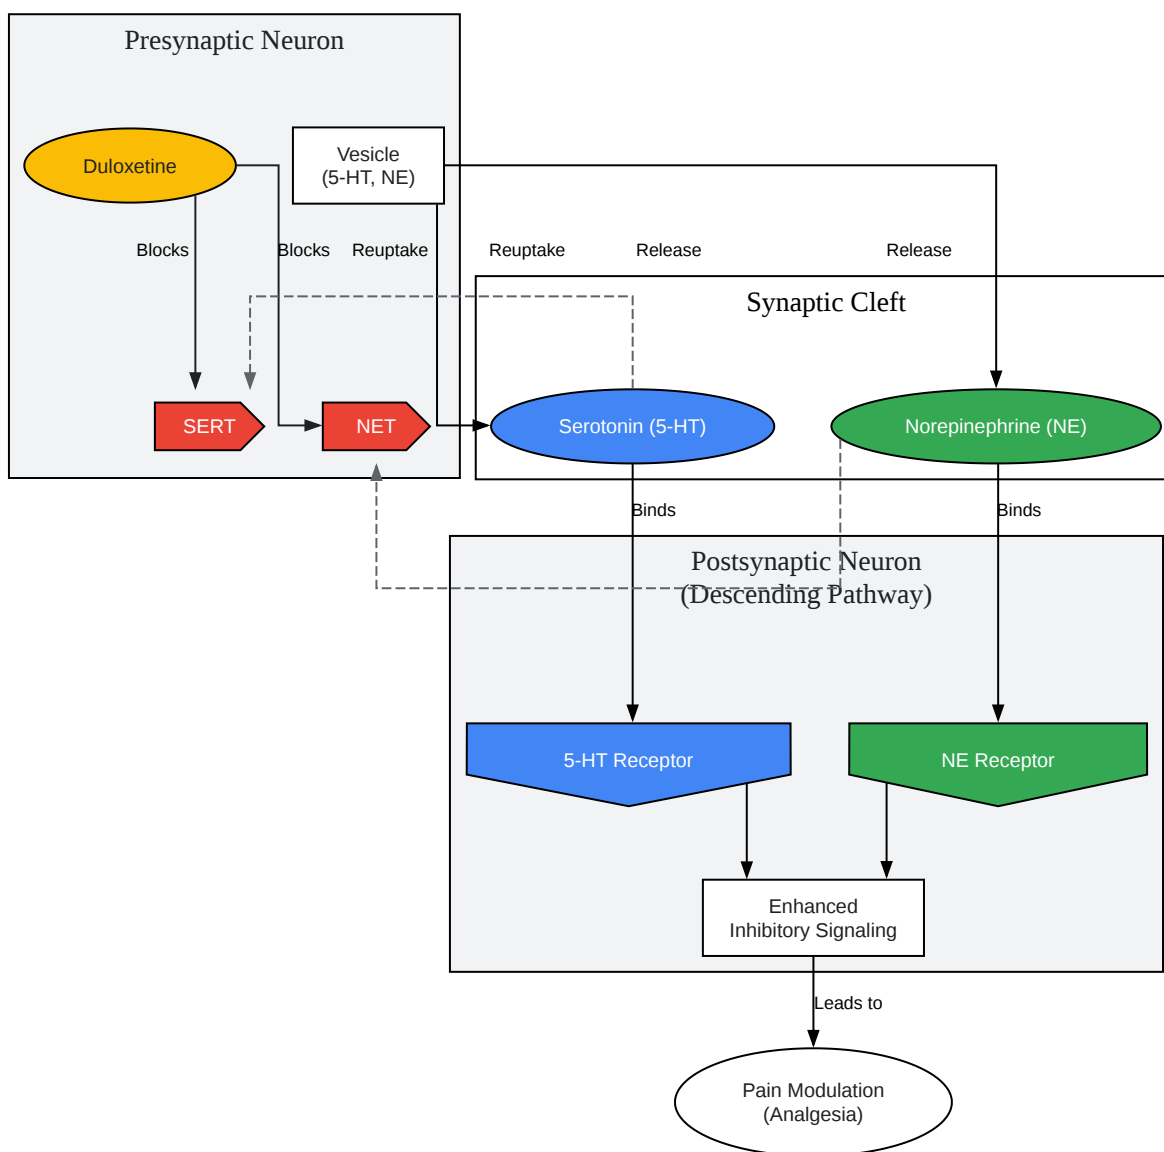 Presynaptic Neuron
Duloxetine
Vesicle
(5-HT, NE)
Blocks
Blocks
Reuptake
Reuptake
Release
Release
Synaptic Cleft
SERT
NET
Serotonin (5-HT)
Norepinephrine (NE)
Binds
Binds
Postsynaptic Neuron
(Descending Pathway)
5-HT Receptor
NE Receptor
Enhanced
Inhibitory Signaling
Leads to
Pain Modulation
(Analgesia)